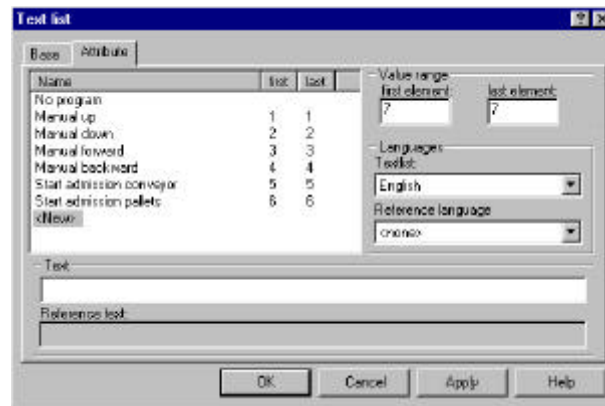 Text list
Base Attribute
Name first last
No program
Manual up 1 1
Manual down 2 2
Manual forward 3 3
Manual backward 4 4
Start admission conveyor 5 5
Start admission pallets 6 6
<New>
Value range
first element: last element:
7 7
Languages
Textlist:
English
Reference language
<none>
Text:
Reference text:
OK Cancel Apply Help